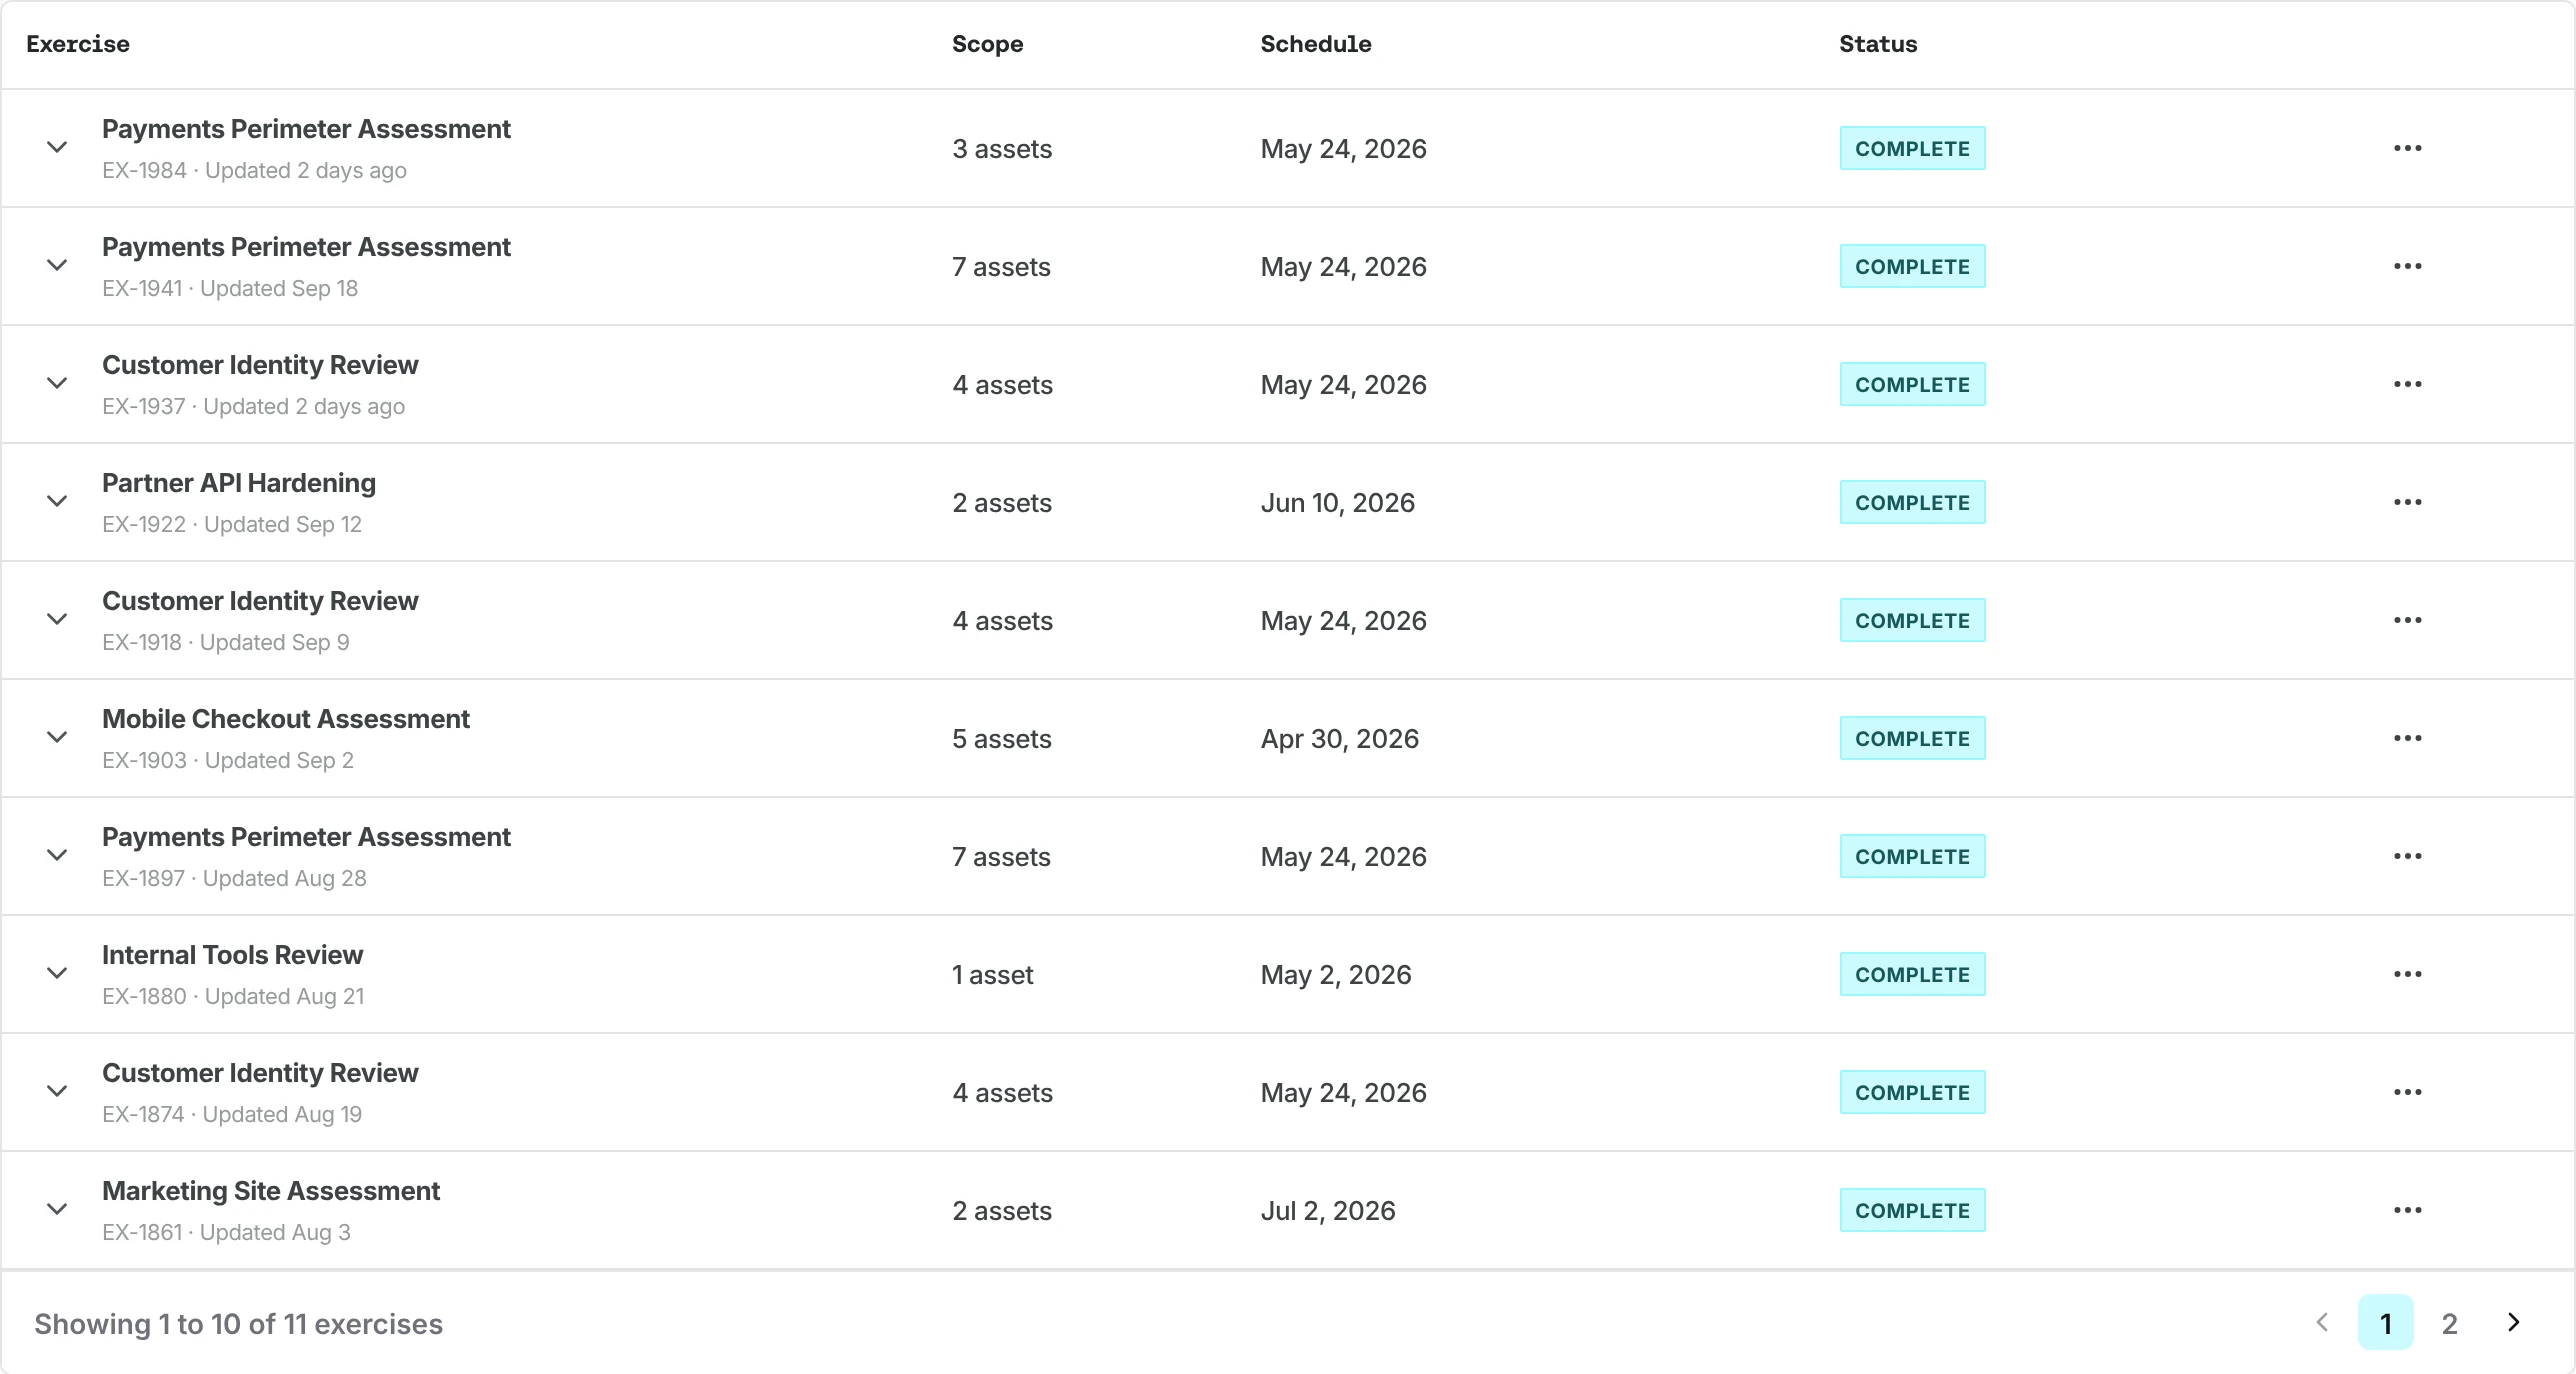 Exercise Scope Schedule Status
Payments Perimeter Assessment
EX-1984 · Updated 2 days ago
3 assets May 24, 2026 COMPLETE
Payments Perimeter Assessment
EX-1941 · Updated Sep 18
7 assets May 24, 2026 COMPLETE
Customer Identity Review
EX-1937 · Updated 2 days ago
4 assets May 24, 2026 COMPLETE
Partner API Hardening
EX-1922 · Updated Sep 12
2 assets Jun 10, 2026 COMPLETE
Customer Identity Review
EX-1918 · Updated Sep 9
4 assets May 24, 2026 COMPLETE
Mobile Checkout Assessment
EX-1903 · Updated Sep 2
5 assets Apr 30, 2026 COMPLETE
Payments Perimeter Assessment
EX-1897 · Updated Aug 28
7 assets May 24, 2026 COMPLETE
Internal Tools Review
EX-1880 · Updated Aug 21
1 asset May 2, 2026 COMPLETE
Customer Identity Review
EX-1874 · Updated Aug 19
4 assets May 24, 2026 COMPLETE
Marketing Site Assessment
EX-1861 · Updated Aug 3
2 assets Jul 2, 2026 COMPLETE
Showing 1 to 10 of 11 exercises 1 2